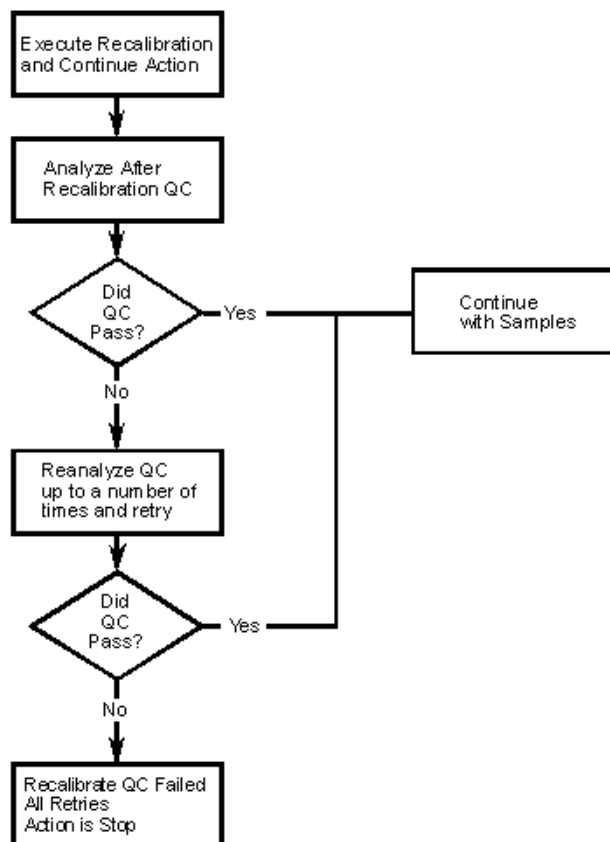 Execute Recalibration
and Continue Action
Analyze After
Recalibration QC
Did
QC
Pass?
Yes
Continue
with Samples
No
Reanalyze QC
up to a number of
times and retry
Did
QC
Pass?
Yes
No
Recalibrate QC Failed
All Retries
Action is Stop